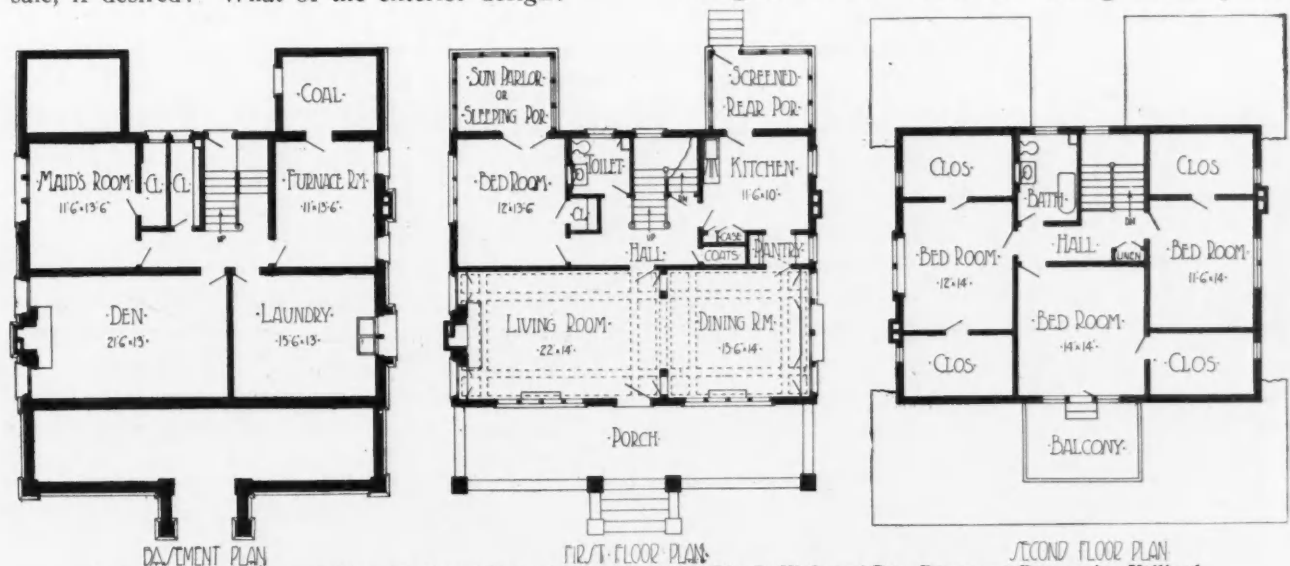 sale, if desired? What of the exterior design?
COAL
MAID'S ROOM
11'6"x13'6"
CL
CL
FURNACE RM
11'x13'6"
DEN
21'6"x13'
LAUNDRY
13'6"x13'
BASEMENT PLAN
SUN PARLOR
OR
SLEEPING POR
SCREENED
REAR POR
BED ROOM
12'x13'6
TOILET
DN
KITCHEN
11'6"x10'
CL
UP
CASE
HALL
COATS
PANTRY
LIVING ROOM
22'x14'
DINING RM
13'6"x14'
PORCH
FIRST FLOOR PLAN
CLOS
BATH
DN
CLOS
HALL
LINEN
BED ROOM
12'x14'
BED ROOM
11'6"x14'
BED ROOM
14'x14'
CLOS
CLOS
BALCONY
SECOND FLOOR PLAN